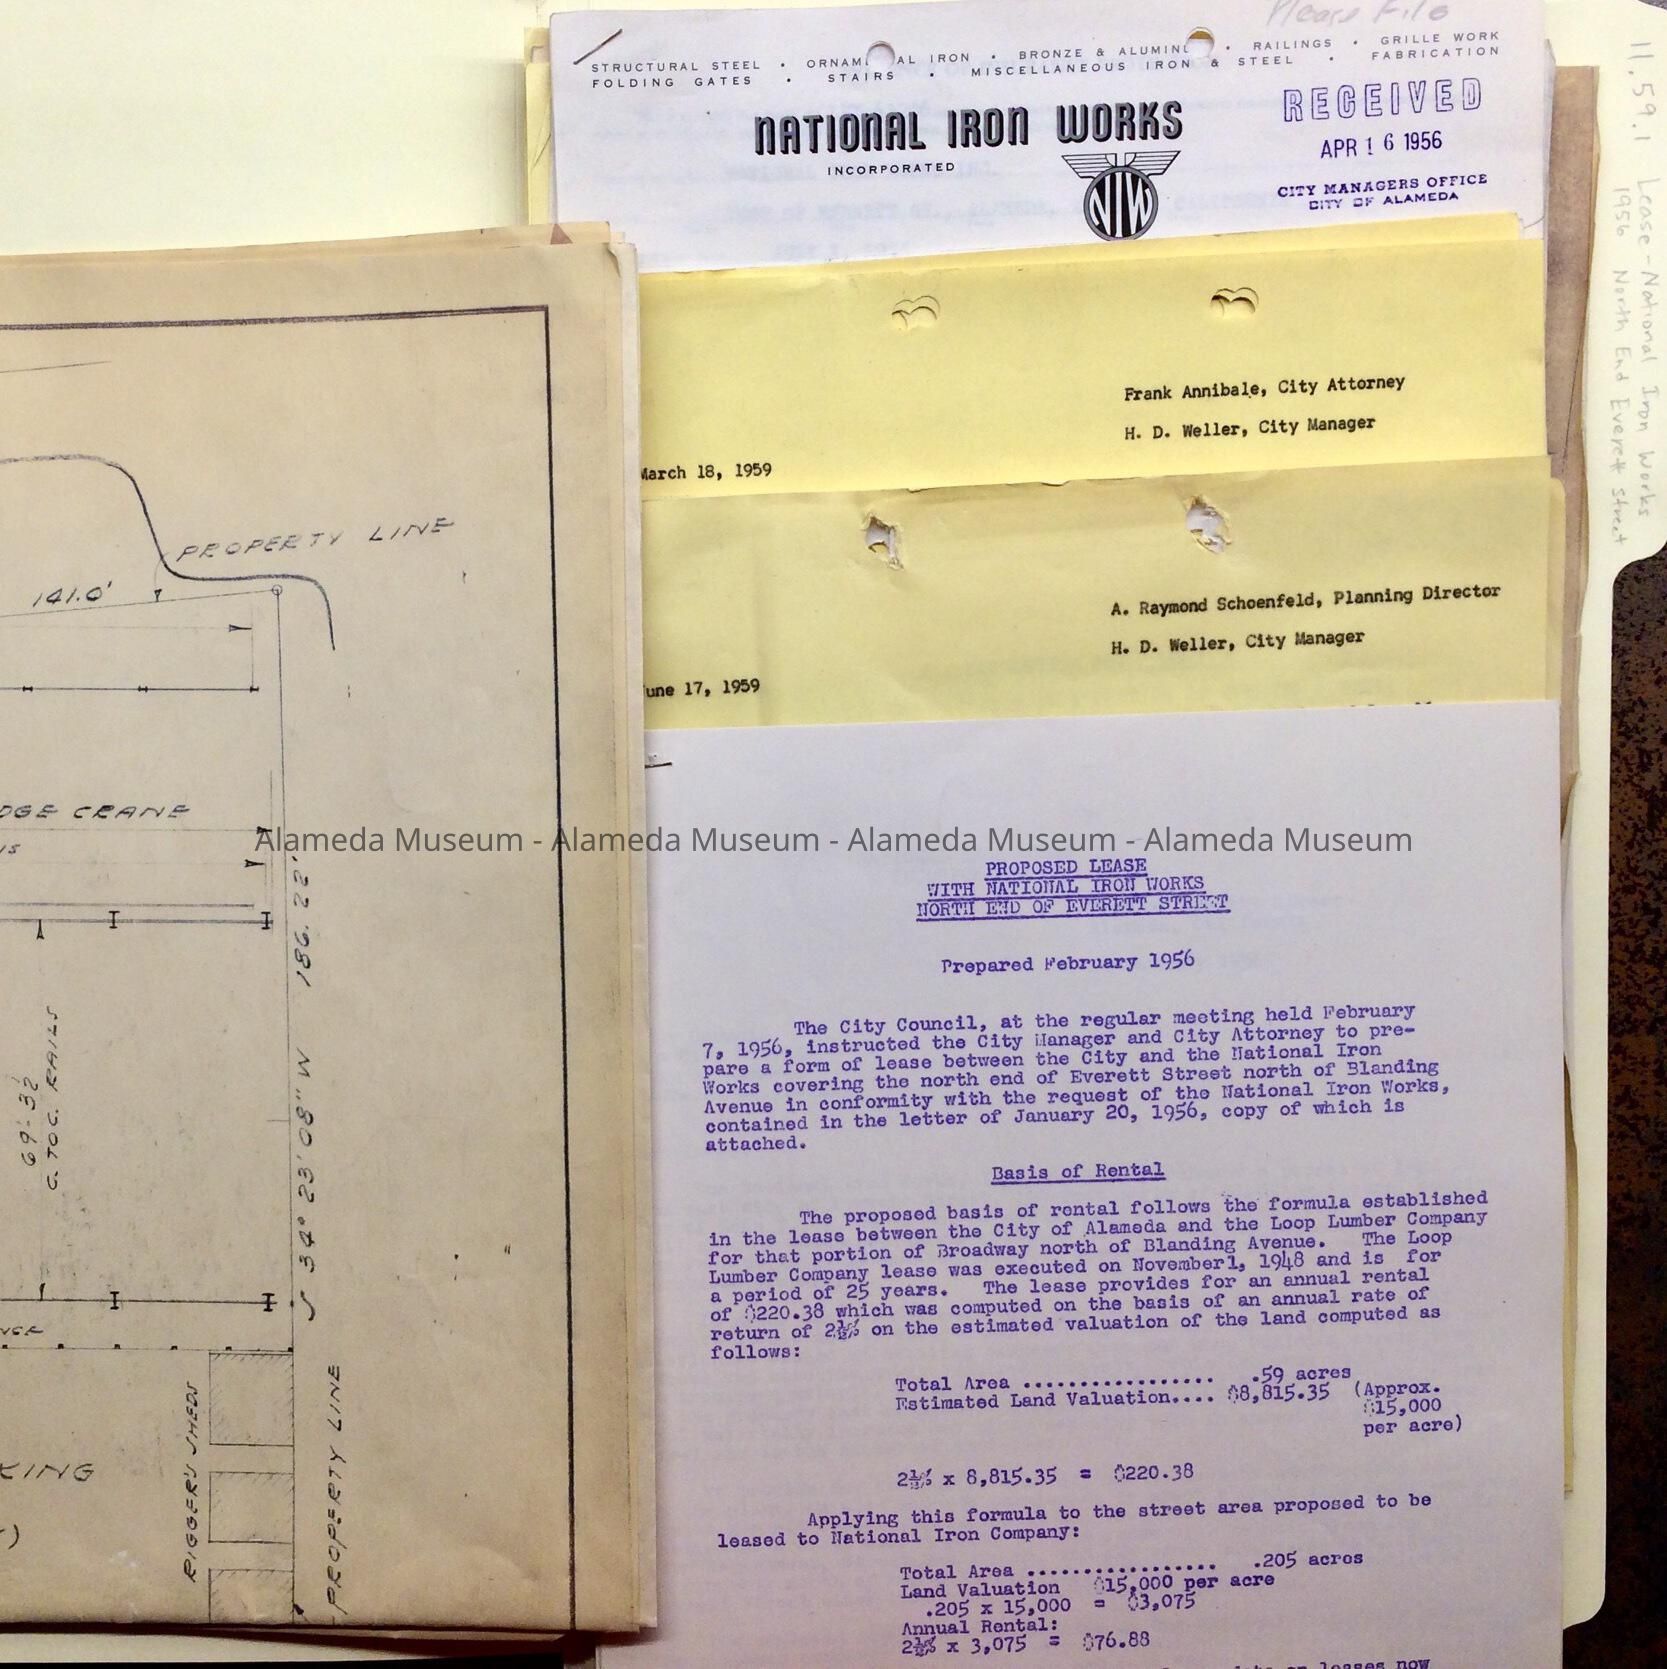 Please File
STRUCTURAL STEEL • ORNAM AL IRON • BRONZE & ALUMINU • RAILINGS • GRILLE WORK
FOLDING GATES • STAIRS • MISCELLANEOUS IRON & STEEL • FABRICATION
NATIONAL IRON WORKS
INCORPORATED
NIW
RECEIVED
APR 16 1956
CITY MANAGERS OFFICE
CITY OF ALAMEDA
11.59.1 Lease - National Iron Works
1956 North End Everett Street
Frank Annibale, City Attorney
H. D. Weller, City Manager
March 18, 1959
A. Raymond Schoenfeld, Planning Director
H. D. Weller, City Manager
une 17, 1959
PROPERTY LINE
141.0'
DGE CRANE
186.22'
S 34° 23' 08" W
69'-3½"
C. TO C. RAILS
RIGGER'S SHEDS
PROPERTY LINE
KING
Alameda Museum - Alameda Museum - Alameda Museum - Alameda Museum
PROPOSED LEASE
WITH NATIONAL IRON WORKS
NORTH END OF EVERETT STREET
Prepared February 1956
The City Council, at the regular meeting held February
7, 1956, instructed the City Manager and City Attorney to pre-
pare a form of lease between the City and the National Iron
Works covering the north end of Everett Street north of Blanding
Avenue in conformity with the request of the National Iron Works,
contained in the letter of January 20, 1956, copy of which is
attached.
Basis of Rental
The proposed basis of rental follows the formula established
in the lease between the City of Alameda and the Loop Lumber Company
for that portion of Broadway north of Blanding Avenue. The Loop
Lumber Company lease was executed on November1, 1948 and is for
a period of 25 years. The lease provides for an annual rental
of $220.38 which was computed on the basis of an annual rate of
return of 2½% on the estimated valuation of the land computed as
follows:
Total Area ................. .59 acres
Estimated Land Valuation.... $8,815.35 (Approx.
$15,000
per acre)
2½% x 8,815.35 = $220.38
Applying this formula to the street area proposed to be
leased to National Iron Company:
Total Area ................. .205 acres
Land Valuation $15,000 per acre
.205 x 15,000 = $3,075
Annual Rental:
2½% x 3,075 = $76.88
leases now